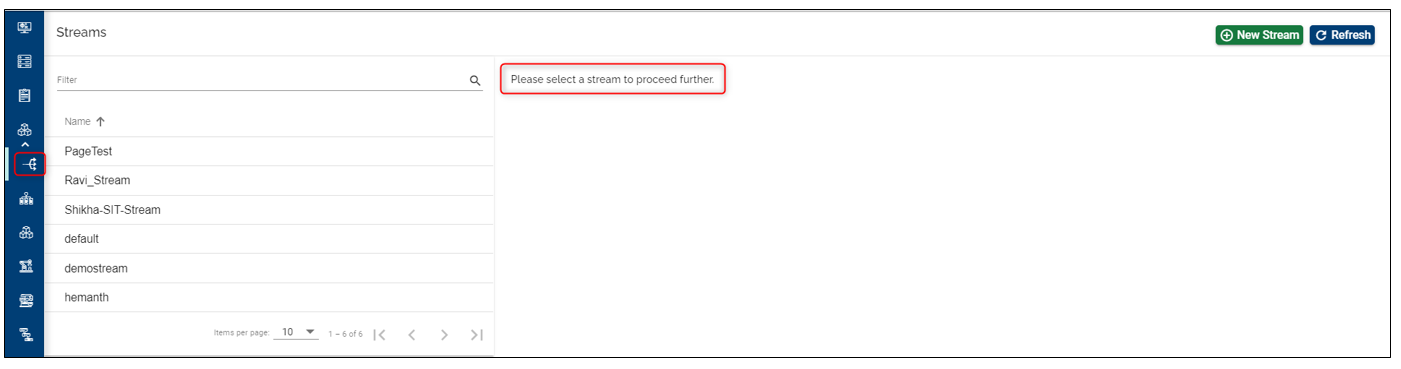 Streams
New Stream
Refresh
Filter
Please select a stream to proceed further.
Name
PageTest
Ravi_Stream
Shikha-SIT-Stream
default
demostream
hemanth
Items per page: 10 1 – 6 of 6